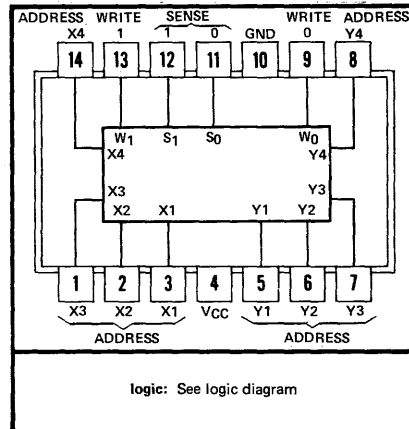 ADDRESS WRITE SENSE WRITE ADDRESS
X4 1 1 0 GND 0 Y4
14 13 12 11 10 9 8
W1 S1 S0 W0
X4 Y4
X3 Y3
X2 X1 Y1 Y2
1 2 3 4 5 6 7
X3 X2 X1 VCC Y1 Y2 Y3
ADDRESS ADDRESS
logic: See logic diagram